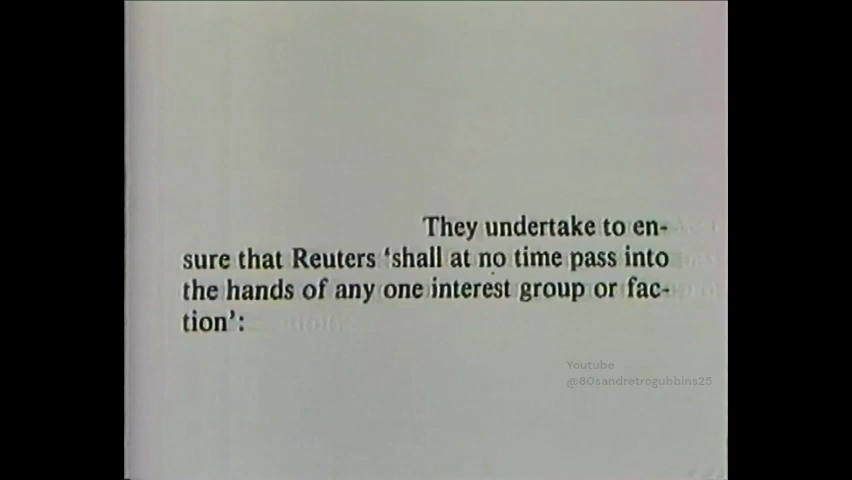 They undertake to en-
sure that Reuters ‘shall at no time pass into
the hands of any one interest group or fac-
tion’:
Youtube
@80sandretrogubbins25